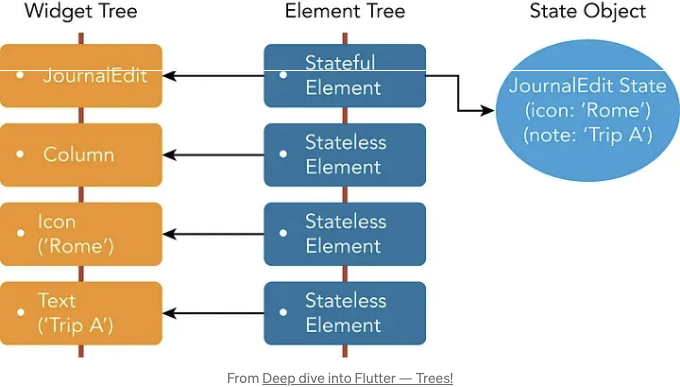 Widget Tree
Element Tree
State Object
JournalEdit
Stateful
Element
JournalEdit State
(icon: ‘Rome’)
(note: ‘Trip A’)
Column
Stateless
Element
Icon
(‘Rome’)
Stateless
Element
Text
(‘Trip A’)
Stateless
Element
From Deep dive into Flutter — Trees!